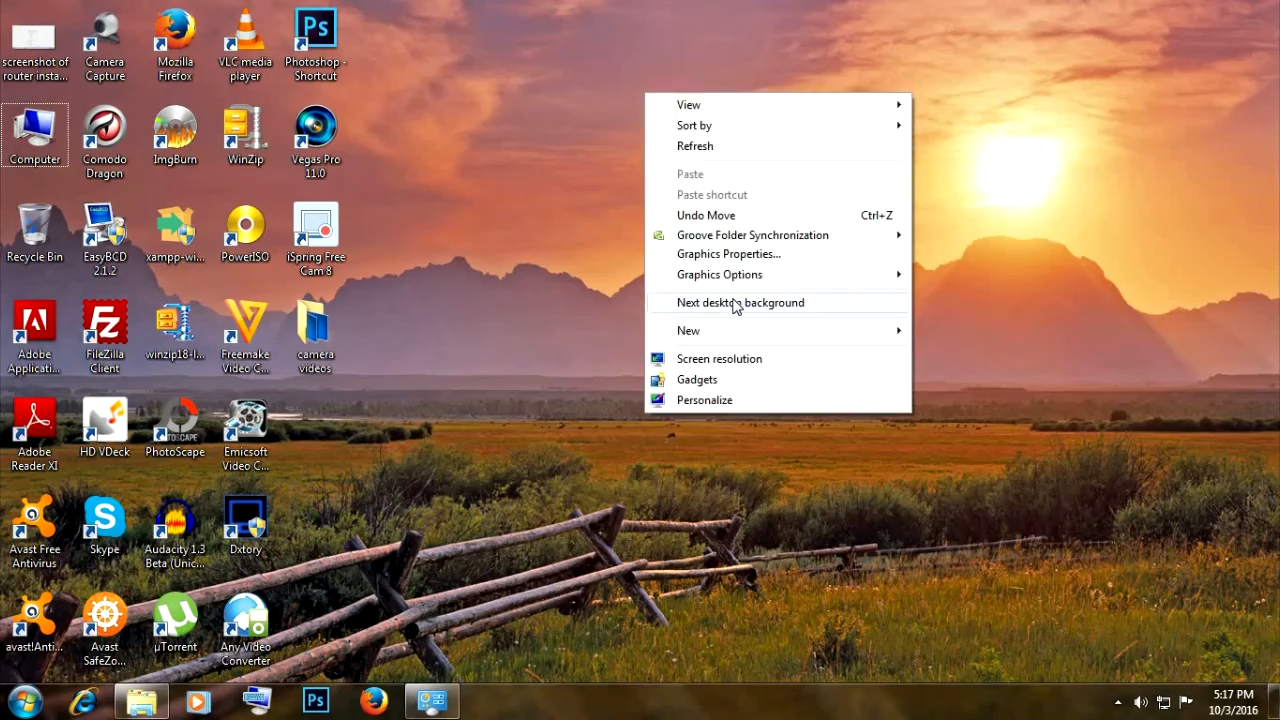 screenshot of
router insta...
Camera
Capture
Mozilla
Firefox
VLC media
player
Ps
Photoshop -
Shortcut
Computer
Comodo
Dragon
ImgBurn
WinZip
Vegas Pro
11.0
Recycle Bin
EasyBCD
EasyBCD
2.1.2
xampp-wi...
PowerISO
iSpring Free
Cam 8
Adobe
Applicati...
Fz
FileZilla
Client
winzip18-l...
Freemake
Video C...
camera
videos
Adobe
Reader XI
HD VDeck
PhotoScape
Emicsoft
Video C...
Avast Free
Antivirus
Skype
Audacity 1.3
Beta (Unic...
Dxtory
avast!Anti...
Avast
SafeZo...
µTorrent
Any Video
Converter
View
Sort by
Refresh
Paste
Paste shortcut
Undo Move Ctrl+Z
Groove Folder Synchronization
Graphics Properties...
Graphics Options
Next desktop background
New
Screen resolution
Gadgets
Personalize
Ps
5:17 PM
10/3/2016